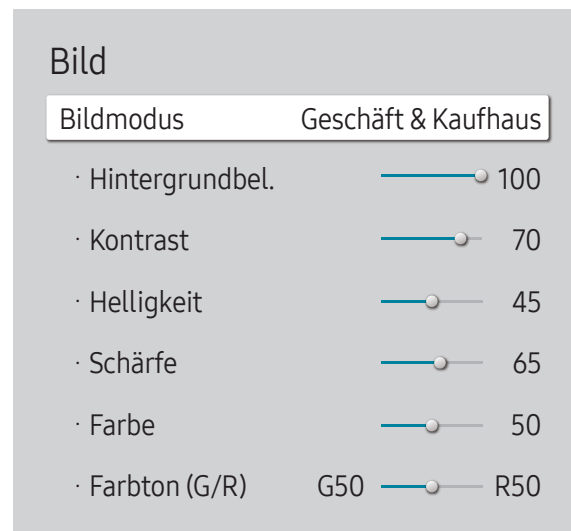 Bild
Bildmodus Geschäft & Kaufhaus
· Hintergrundbel. 100
· Kontrast 70
· Helligkeit 45
· Schärfe 65
· Farbe 50
· Farbton (G/R) G50 R50